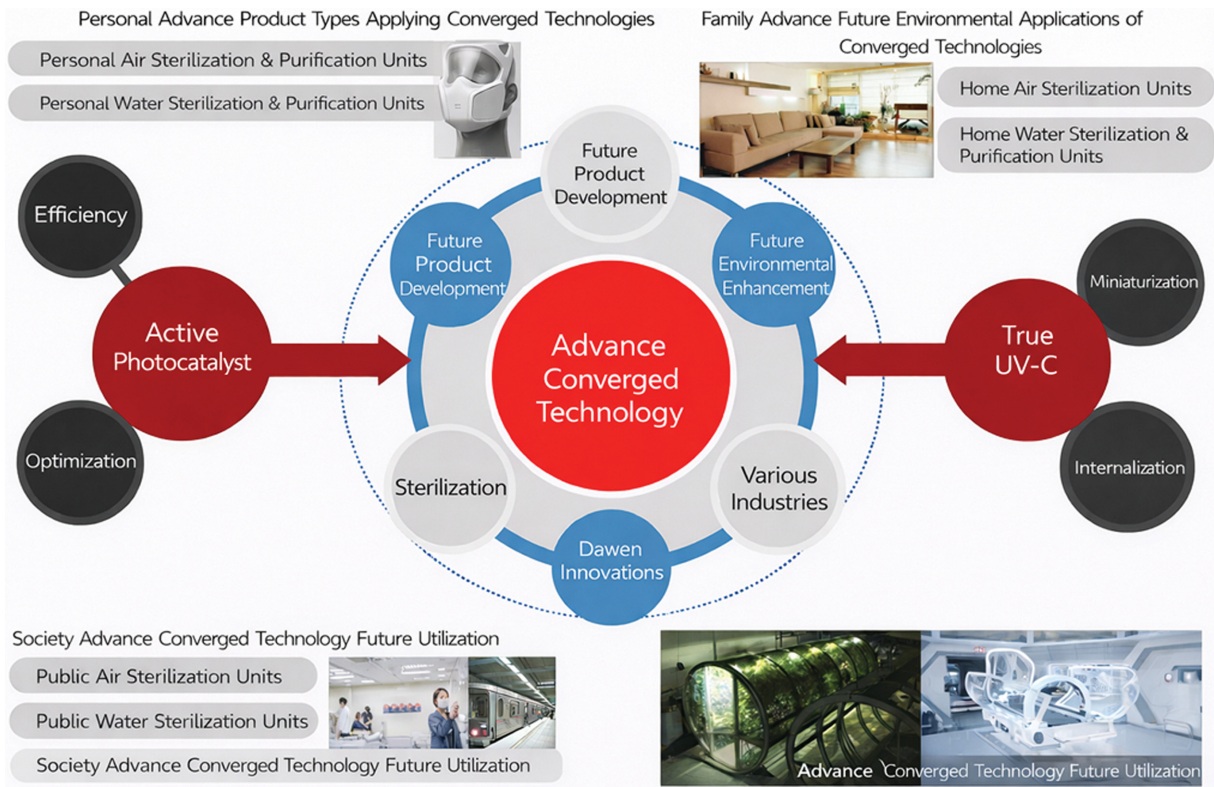 Personal Advance Product Types Applying Converged Technologies
Personal Air Sterilization & Purification Units
Personal Water Sterilization & Purification Units
Family Advance Future Environmental Applications of
Converged Technologies
Home Air Sterilization Units
Home Water Sterilization &
Purification Units
Efficiency
Active
Photocatalyst
Optimization
Future
Product
Development
Future
Product
Development
Future
Environmental
Enhancement
Advance
Converged
Technology
Sterilization
Various
Industries
Dawen
Innovations
True
UV-C
Miniaturization
Internalization
Society Advance Converged Technology Future Utilization
Public Air Sterilization Units
Public Water Sterilization Units
Society Advance Converged Technology Future Utilization
Advance Converged Technology Future Utilization